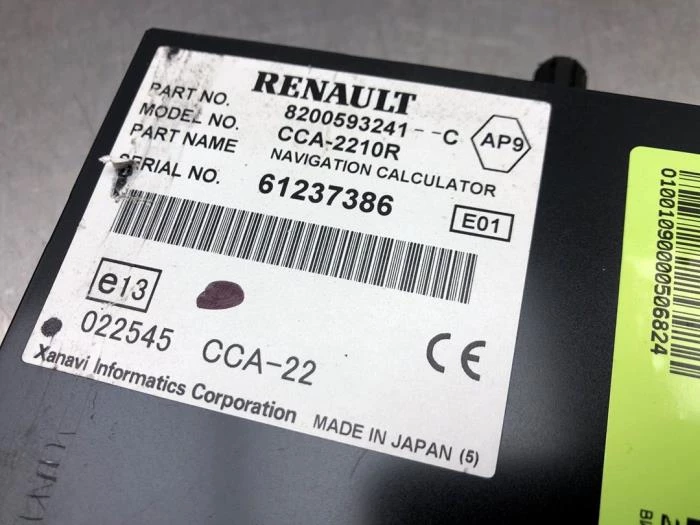 RENAULT
PART NO. 8200593241--C
MODEL NO. CCA-2210R
AP9
PART NAME NAVIGATION CALCULATOR
SERIAL NO. 61237386
E01
e13
022545 CCA-22
CE
Xanavi Informatics Corporation MADE IN JAPAN (5)
0100109000000506824